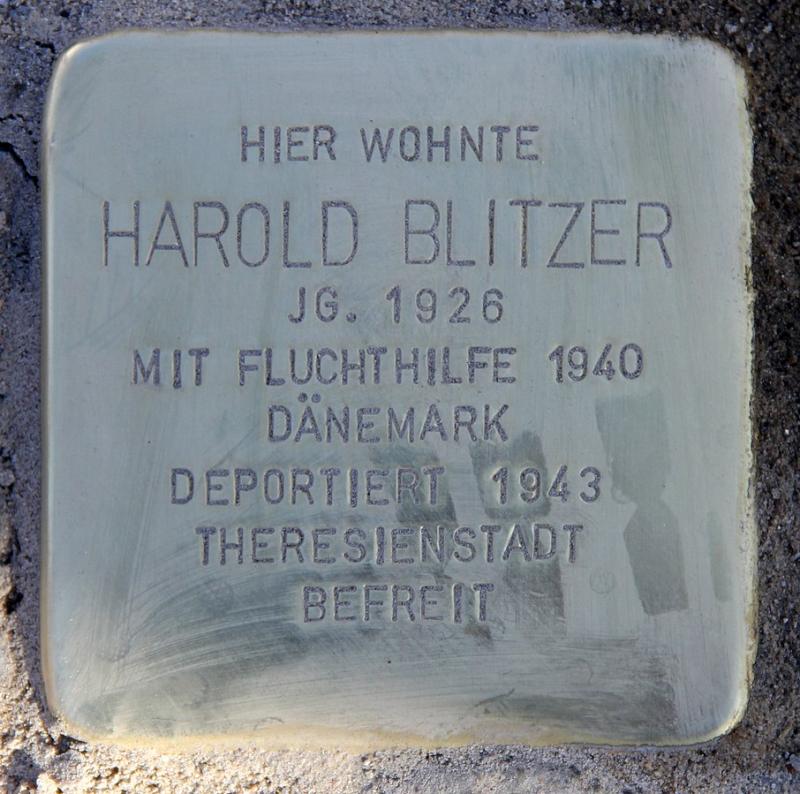 HIER WOHNTE
HAROLD BLITZER
JG. 1926
MIT FLUCHTHILFE 1940
DÄNEMARK
DEPORTIERT 1943
THERESIENSTADT
BEFREIT